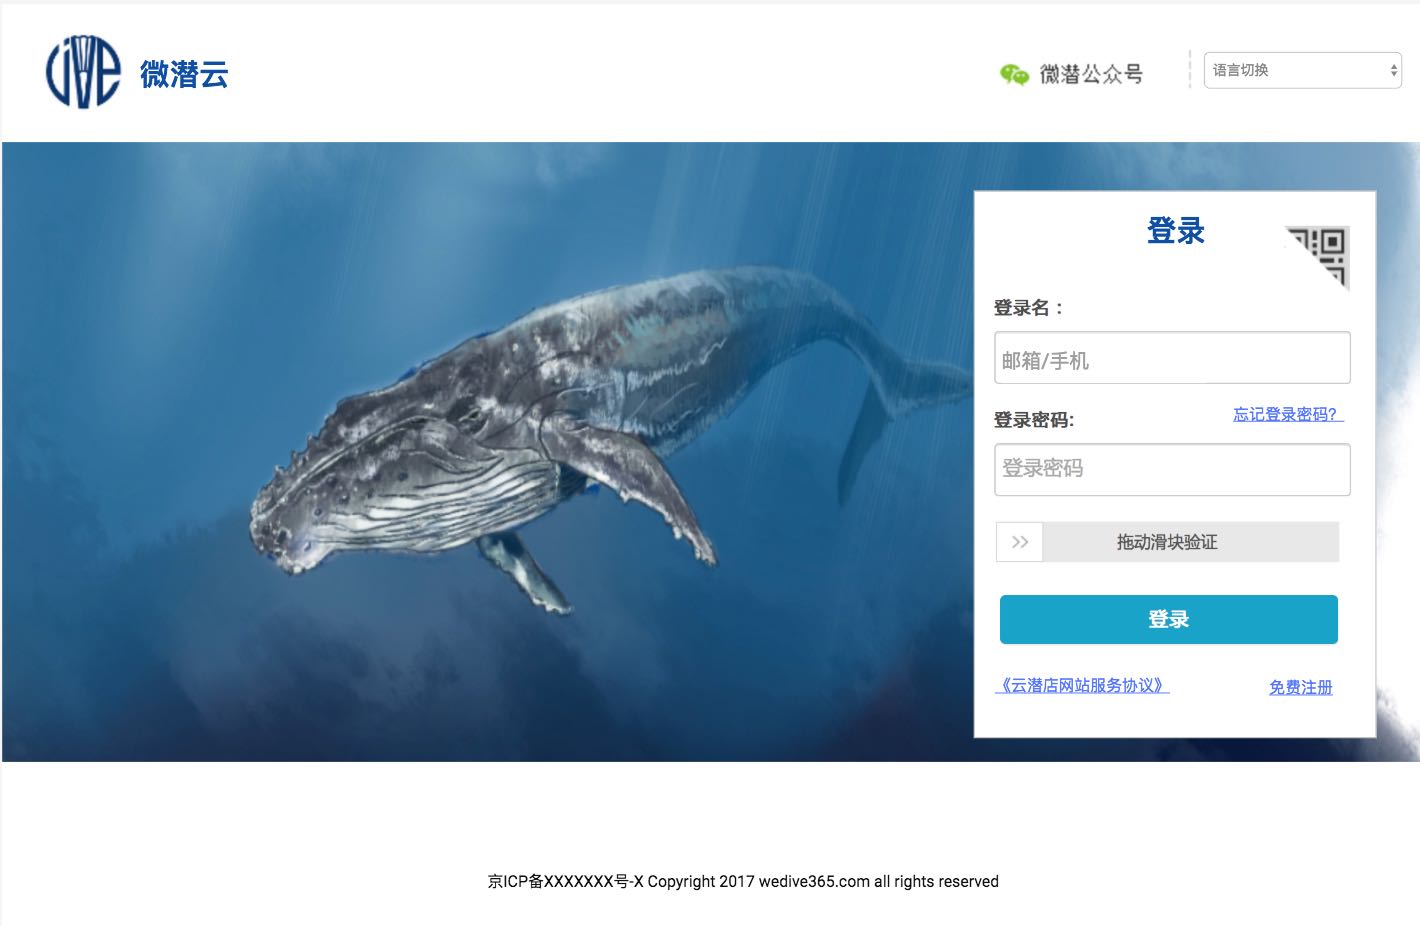 DIVE
微潜云
微潜公众号
语言切换
登录
登录名：
邮箱/手机
登录密码:
忘记登录密码？
登录密码
>>
拖动滑块验证
登录
《云潜店网站服务协议》
免费注册
京ICP备XXXXXXX号-X Copyright 2017 wedive365.com all rights reserved